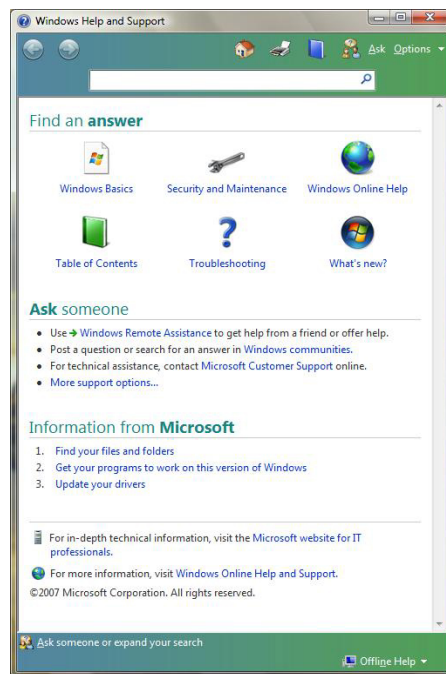 Windows Help and Support
Ask Options
Find an answer
Windows Basics Security and Maintenance Windows Online Help
Table of Contents Troubleshooting What's new?
Ask someone
Use Windows Remote Assistance to get help from a friend or offer help.
Post a question or search for an answer in Windows communities.
For technical assistance, contact Microsoft Customer Support online.
More support options...
Information from Microsoft
1. Find your files and folders
2. Get your programs to work on this version of Windows
3. Update your drivers
For in-depth technical information, visit the Microsoft website for IT
professionals.
For more information, visit Windows Online Help and Support.
©2007 Microsoft Corporation. All rights reserved.
Ask someone or expand your search
Offline Help